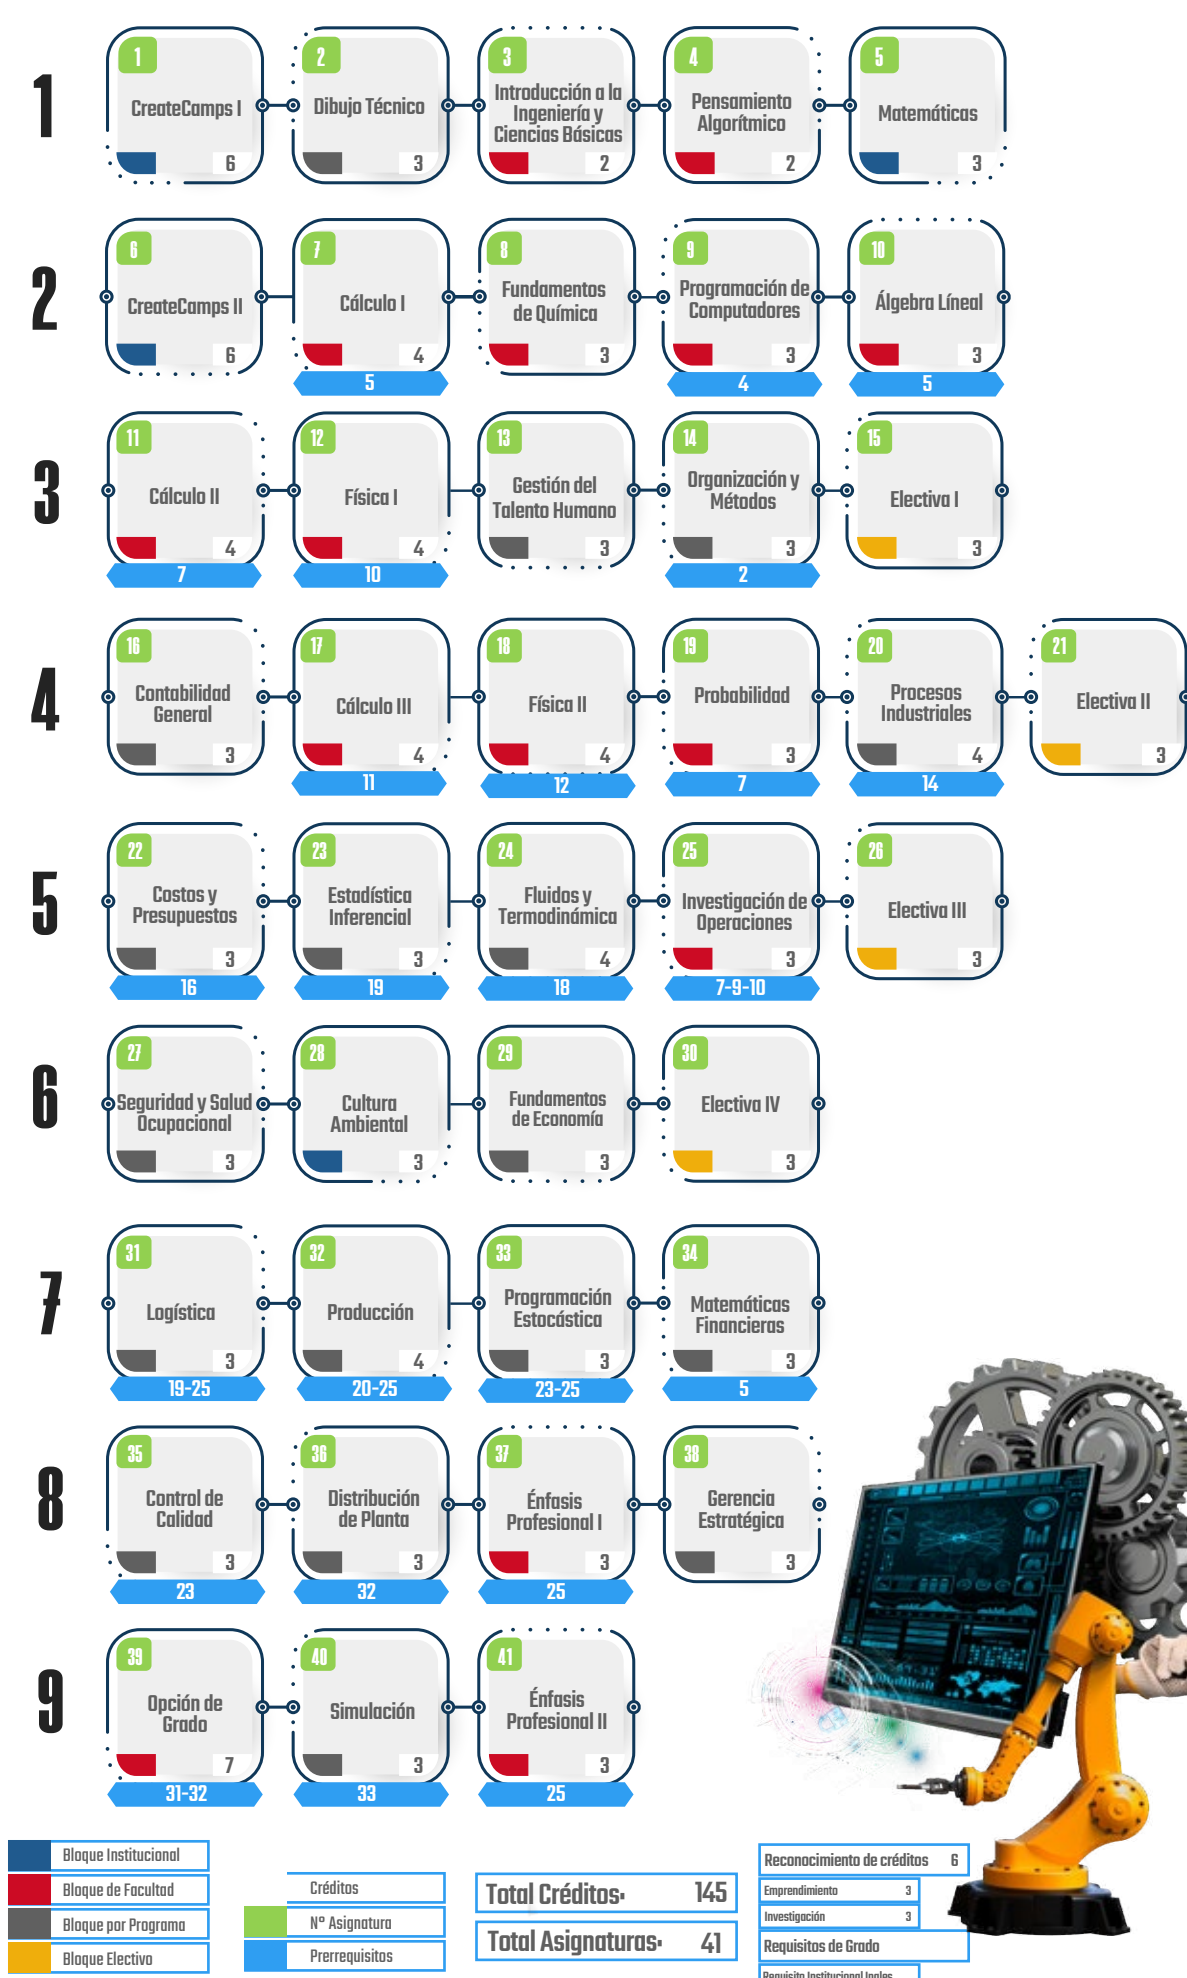 1
1
CreateCamps I
6
2
Dibujo Técnico
3
3
Introducción a la
Ingeniería y
Ciencias Básicas
2
4
Pensamiento
Algorítmico
2
5
Matemáticas
3
2
6
CreateCamps II
6
7
Cálculo I
4
5
8
Fundamentos
de Química
3
9
Programación de
Computadores
3
4
10
Álgebra Líneal
3
5
3
11
Cálculo II
4
7
12
Física I
4
10
13
Gestión del
Talento Humano
3
14
Organización y
Métodos
3
2
15
Electiva I
3
4
16
Contabilidad
General
3
17
Cálculo III
4
11
18
Física II
4
12
19
Probabilidad
3
7
20
Procesos
Industriales
4
14
21
Electiva II
3
5
22
Costos y
Presupuestos
3
16
23
Estadística
Inferencial
3
19
24
Fluidos y
Termodinámica
4
18
25
Investigación de
Operaciones
3
7-9-10
26
Electiva III
3
6
27
Seguridad y Salud
Ocupacional
3
28
Cultura
Ambiental
3
29
Fundamentos
de Economía
3
30
Electiva IV
3
7
31
Logística
3
19-25
32
Producción
4
20-25
33
Programación
Estocástica
3
23-25
34
Matemáticas
Financieras
3
5
8
35
Control de
Calidad
3
23
36
Distribución
de Planta
3
32
37
Énfasis
Profesional I
3
25
38
Gerencia
Estratégica
3
9
39
Opción de
Grado
7
31-32
40
Simulación
3
33
41
Énfasis
Profesional II
3
25
Bloque Institucional
Bloque de Facultad
Bloque por Programa
Bloque Electivo
Créditos
N° Asignatura
Prerrequisitos
Total Créditos: 145
Total Asignaturas: 41
Reconocimiento de créditos 6
Emprendimiento 3
Investigación 3
Requisitos de Grado
Requisito Institucional Ingles